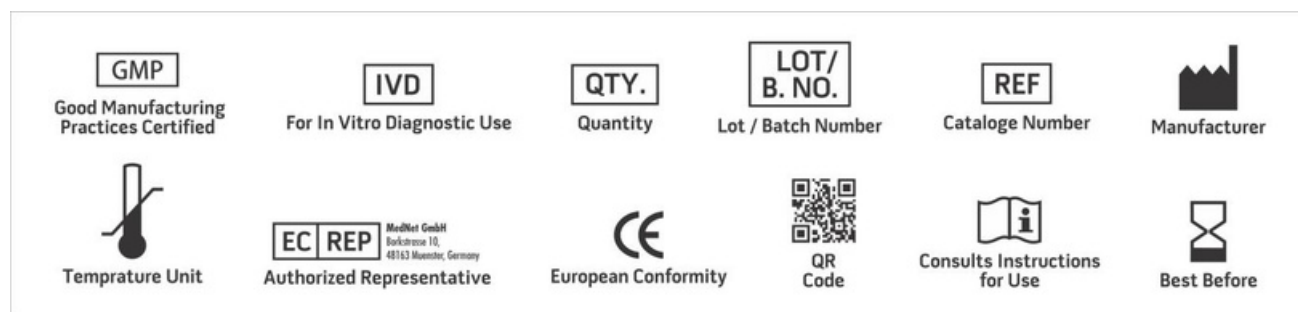 GMP
Good Manufacturing
Practices Certified
IVD
For In Vitro Diagnostic Use
QTY.
Quantity
LOT/
B. NO.
Lot / Batch Number
REF
Cataloge Number
Manufacturer
Temprature Unit
EC REP
MedNet GmbH
Borkstrasse 10,
48163 Muenster, Germany
Authorized Representative
CE
European Conformity
QR
Code
i
Consults Instructions
for Use
Best Before